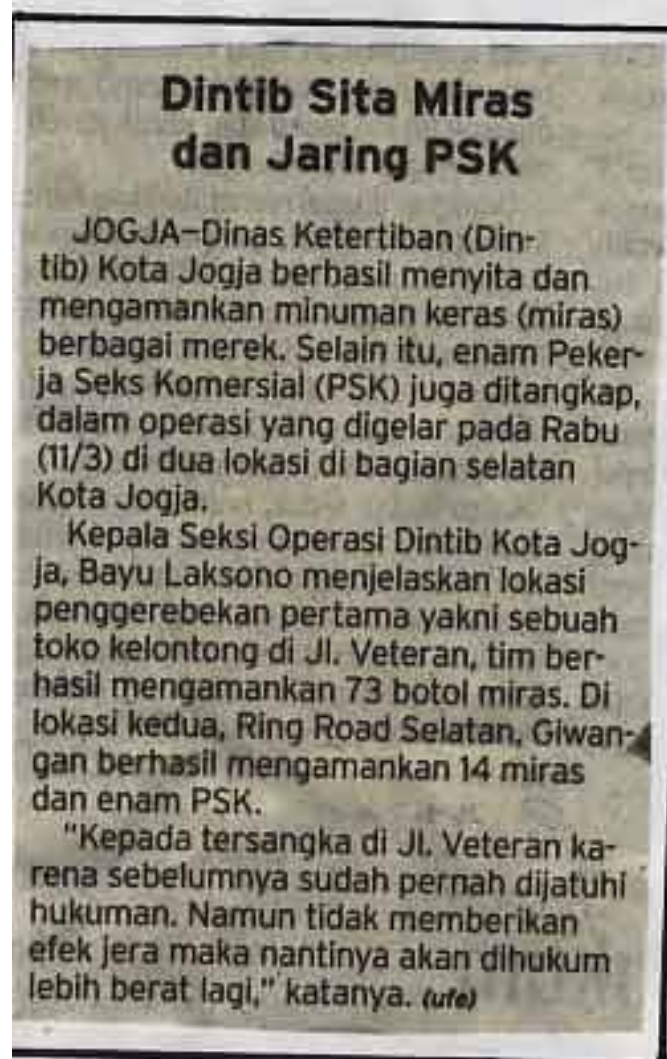 Dintib Sita Miras
dan Jaring PSK
JOGJA–Dinas Ketertiban (Din-
tib) Kota Jogja berhasil menyita dan
mengamankan minuman keras (miras)
berbagai merek. Selain itu, enam Peker-
ja Seks Komersial (PSK) juga ditangkap,
dalam operasi yang digelar pada Rabu
(11/3) di dua lokasi di bagian selatan
Kota Jogja.
Kepala Seksi Operasi Dintib Kota Jog-
ja, Bayu Laksono menjelaskan lokasi
penggerebekan pertama yakni sebuah
toko kelontong di Jl. Veteran, tim ber-
hasil mengamankan 73 botol miras. Di
lokasi kedua, Ring Road Selatan, Giwan-
gan berhasil mengamankan 14 miras
dan enam PSK.
"Kepada tersangka di Jl. Veteran ka-
rena sebelumnya sudah pernah dijatuhi
hukuman. Namun tidak memberikan
efek jera maka nantinya akan dihukum
lebih berat lagi," katanya. (ufe)